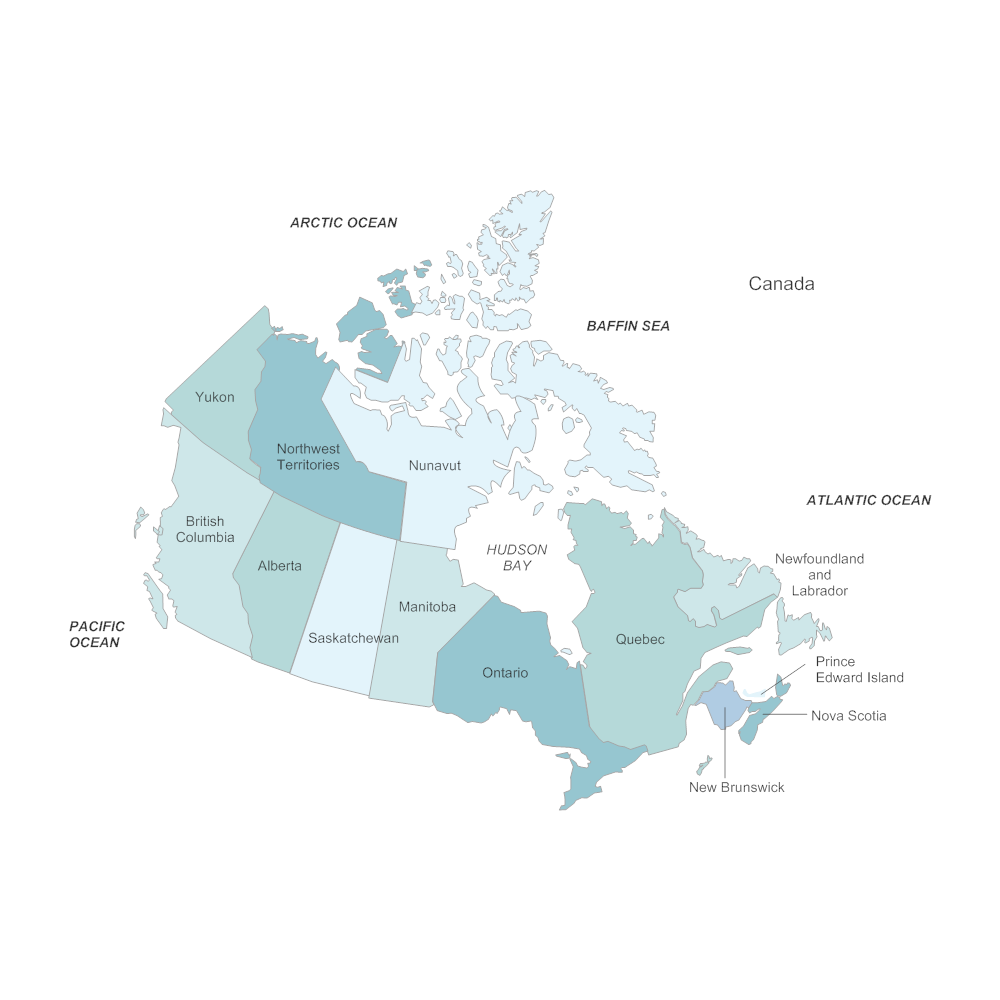 ARCTIC OCEAN
Canada
BAFFIN SEA
Yukon
Northwest
Territories
Nunavut
ATLANTIC OCEAN
British
Columbia
HUDSON
BAY
Alberta
Newfoundland
and
Labrador
Manitoba
PACIFIC
OCEAN
Saskatchewan
Quebec
Ontario
Prince
Edward Island
Nova Scotia
New Brunswick